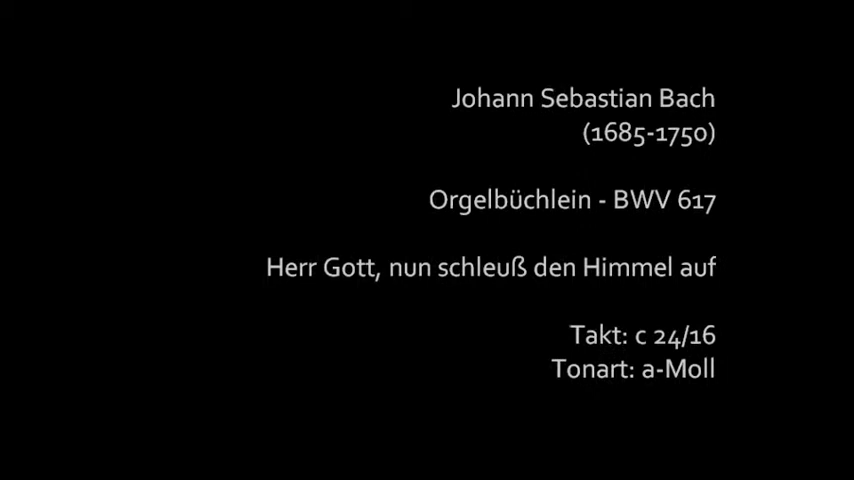 Johann Sebastian Bach
(1685-1750)
Orgelbüchlein - BWV 617
Herr Gott, nun schleuß den Himmel auf
Takt: c 24/16
Tonart: a-Moll